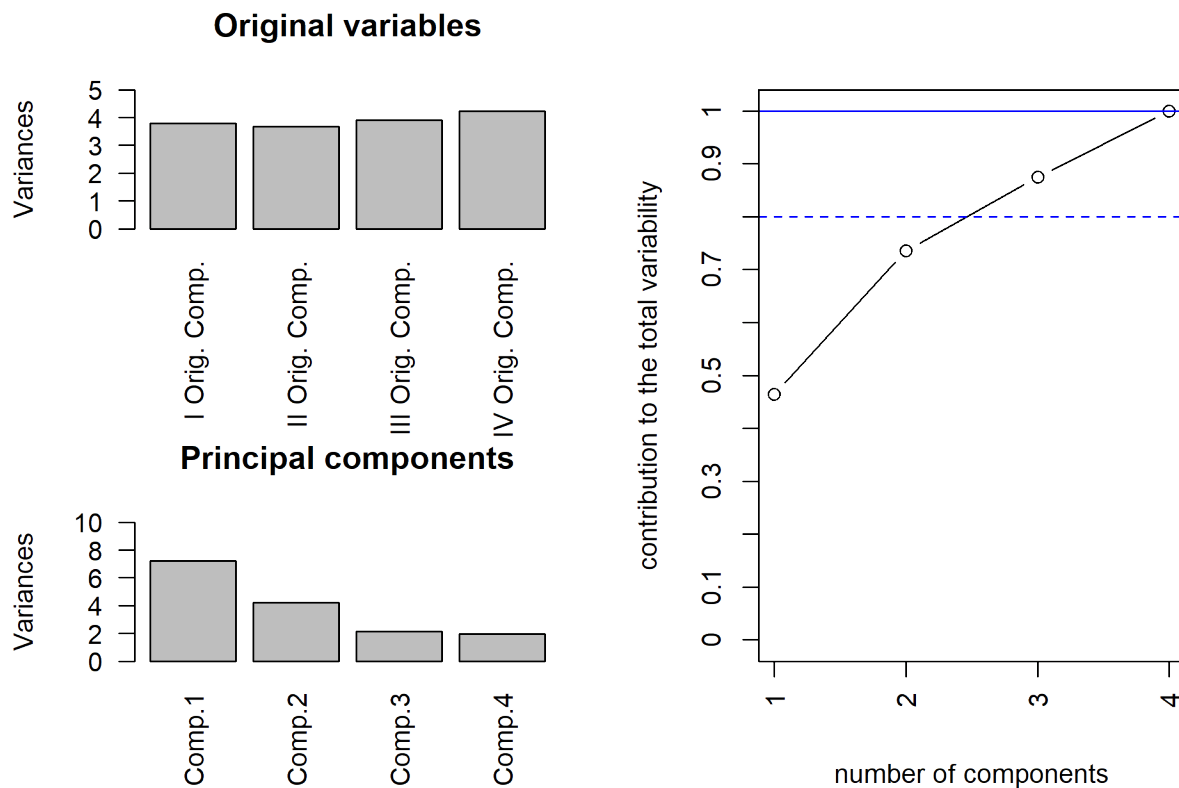 Original variables
Variances
5
4
3
2
1
0
I Orig. Comp.
II Orig. Comp.
III Orig. Comp.
IV Orig. Comp.
Principal components
Variances
10
8
6
4
2
0
Comp.1
Comp.2
Comp.3
Comp.4
contribution to the total variability
1
0.9
0.7
0.5
0.3
0.1
0
1
2
3
4
number of components